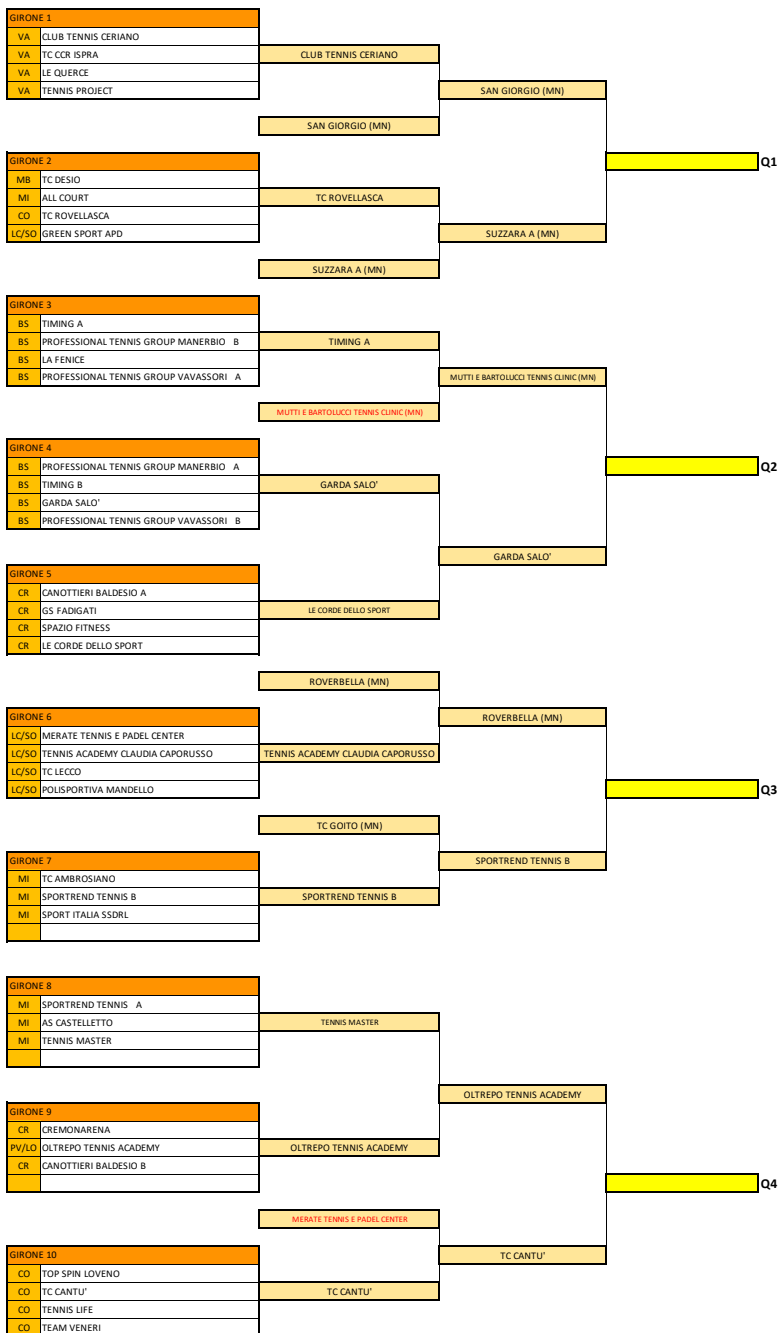 GIRONE 1
VA CLUB TENNIS CERIANO
VA TC CCR ISPRA
CLUB TENNIS CERIANO
VA LE QUERCE
VA TENNIS PROJECT
SAN GIORGIO (MN)
SAN GIORGIO (MN)
GIRONE 2
Q1
MB TC DESIO
MI ALL COURT
TC ROVELLASCA
CO TC ROVELLASCA
LC/SO GREEN SPORT APD
SUZZARA A (MN)
SUZZARA A (MN)
GIRONE 3
BS TIMING A
BS PROFESSIONAL TENNIS GROUP MANERBIO B
TIMING A
BS LA FENICE
BS PROFESSIONAL TENNIS GROUP VAVASSORI A
MUTTI E BARTOLUCCI TENNIS CLINIC (MN)
MUTTI E BARTOLUCCI TENNIS CLINIC (MN)
GIRONE 4
BS PROFESSIONAL TENNIS GROUP MANERBIO A
Q2
BS TIMING B
GARDA SALO'
BS GARDA SALO'
BS PROFESSIONAL TENNIS GROUP VAVASSORI B
GARDA SALO'
GIRONE 5
CR CANOTTIERI BALDESIO A
CR GS FADIGATI
LE CORDE DELLO SPORT
CR SPAZIO FITNESS
CR LE CORDE DELLO SPORT
ROVERBELLA (MN)
GIRONE 6
ROVERBELLA (MN)
LC/SO MERATE TENNIS E PADEL CENTER
LC/SO TENNIS ACADEMY CLAUDIA CAPORUSSO
TENNIS ACADEMY CLAUDIA CAPORUSSO
LC/SO TC LECCO
LC/SO POLISPORTIVA MANDELLO
Q3
TC GOITO (MN)
GIRONE 7
SPORTREND TENNIS B
MI TC AMBROSIANO
MI SPORTREND TENNIS B
SPORTREND TENNIS B
MI SPORT ITALIA SSDRL
GIRONE 8
MI SPORTREND TENNIS A
MI AS CASTELLETTO
TENNIS MASTER
MI TENNIS MASTER
OLTREPO TENNIS ACADEMY
GIRONE 9
CR CREMONARENA
PV/LO OLTREPO TENNIS ACADEMY
OLTREPO TENNIS ACADEMY
CR CANOTTIERI BALDESIO B
Q4
MERATE TENNIS E PADEL CENTER
GIRONE 10
TC CANTU'
CO TOP SPIN LOVENO
CO TC CANTU'
TC CANTU'
CO TENNIS LIFE
CO TEAM VENERI